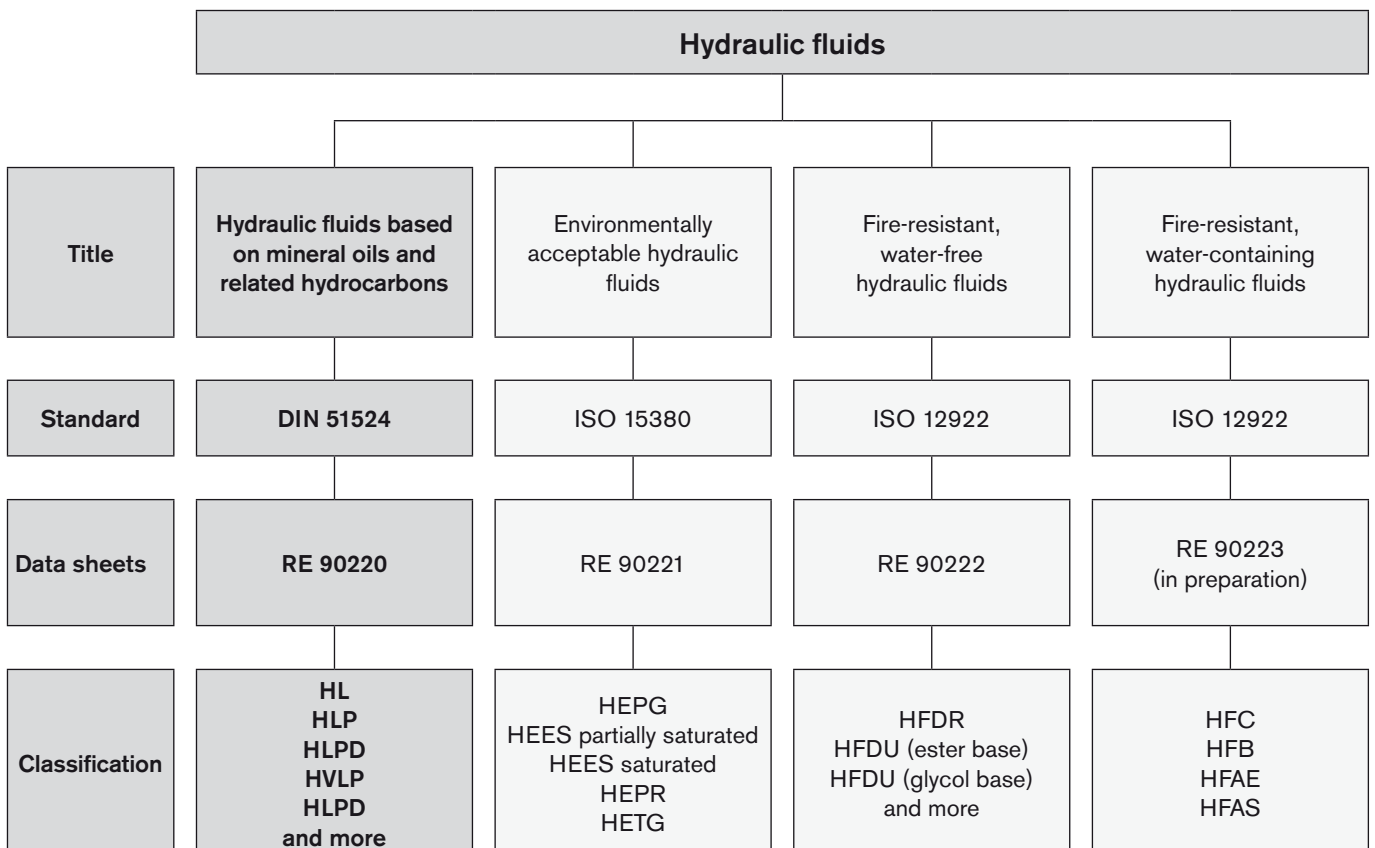 Hydraulic fluids
Title
Hydraulic fluids based
on mineral oils and
related hydrocarbons
Environmentally
acceptable hydraulic
fluids
Fire-resistant,
water-free
hydraulic fluids
Fire-resistant,
water-containing
hydraulic fluids
Standard
DIN 51524
ISO 15380
ISO 12922
ISO 12922
Data sheets
RE 90220
RE 90221
RE 90222
RE 90223
(in preparation)
Classification
HL
HLP
HLPD
HVLP
HLPD
and more
HEPG
HEES partially saturated
HEES saturated
HEPR
HETG
HFDR
HFDU (ester base)
HFDU (glycol base)
and more
HFC
HFB
HFAE
HFAS